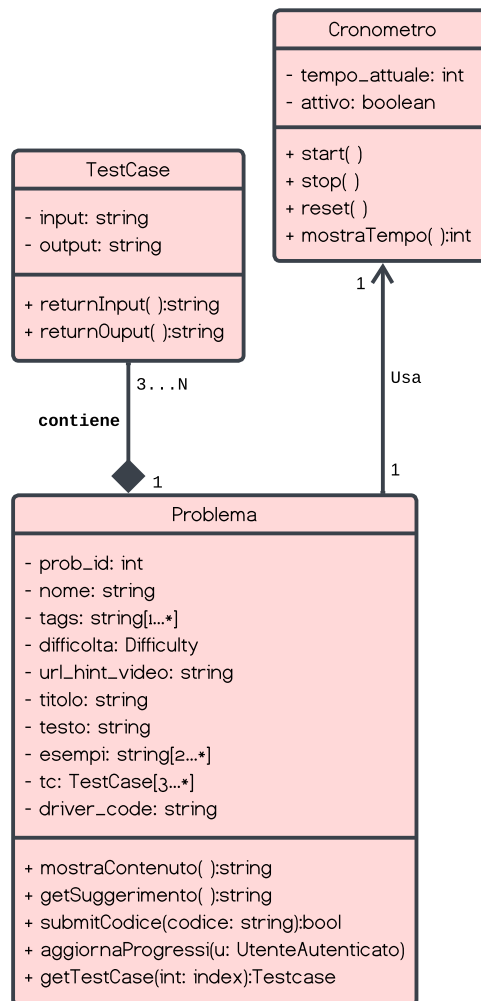 Cronometro
- tempo_attuale: int
- attivo: boolean
+ start( )
+ stop( )
+ reset( )
+ mostraTempo( ):int
TestCase
- input: string
- output: string
+ returnInput( ):string
+ returnOuput( ):string
1
3...N
Usa
contiene
1
1
Problema
- prob_id: int
- nome: string
- tags: string[1...*]
- difficolta: Difficulty
- url_hint_video: string
- titolo: string
- testo: string
- esempi: string[2...*]
- tc: TestCase[3...*]
- driver_code: string
+ mostraContenuto( ):string
+ getSuggerimento( ):string
+ submitCodice(codice: string):bool
+ aggiornaProgressi(u: UtenteAutenticato)
+ getTestCase(int: index):Testcase